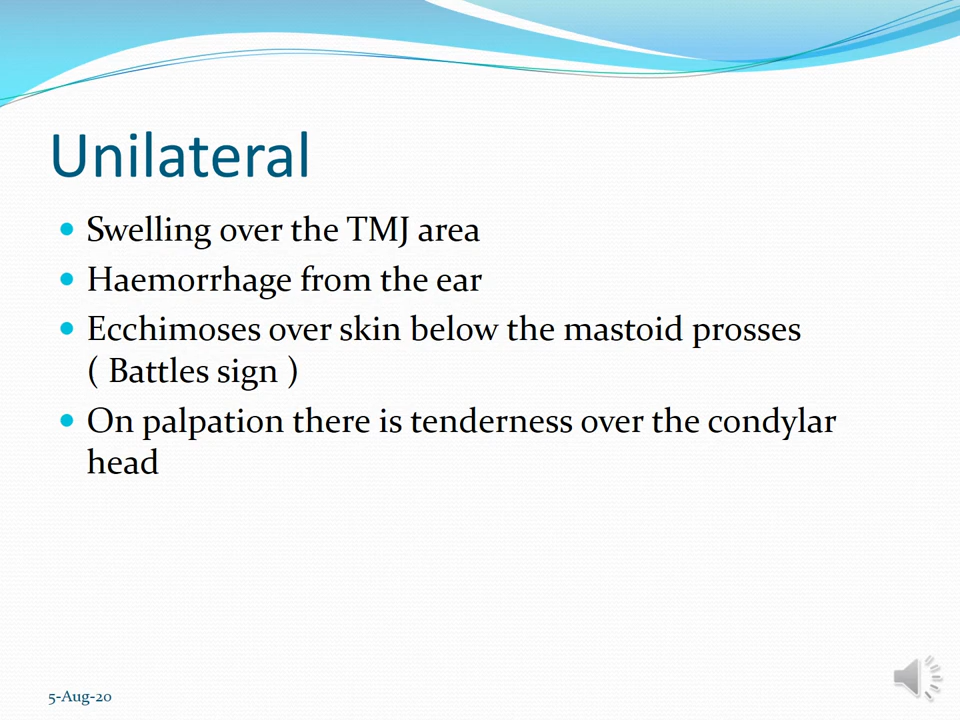 Unilateral
Swelling over the TMJ area
Haemorrhage from the ear
Ecchimoses over skin below the mastoid prosses
( Battles sign )
On palpation there is tenderness over the condylar
head
5-Aug-20